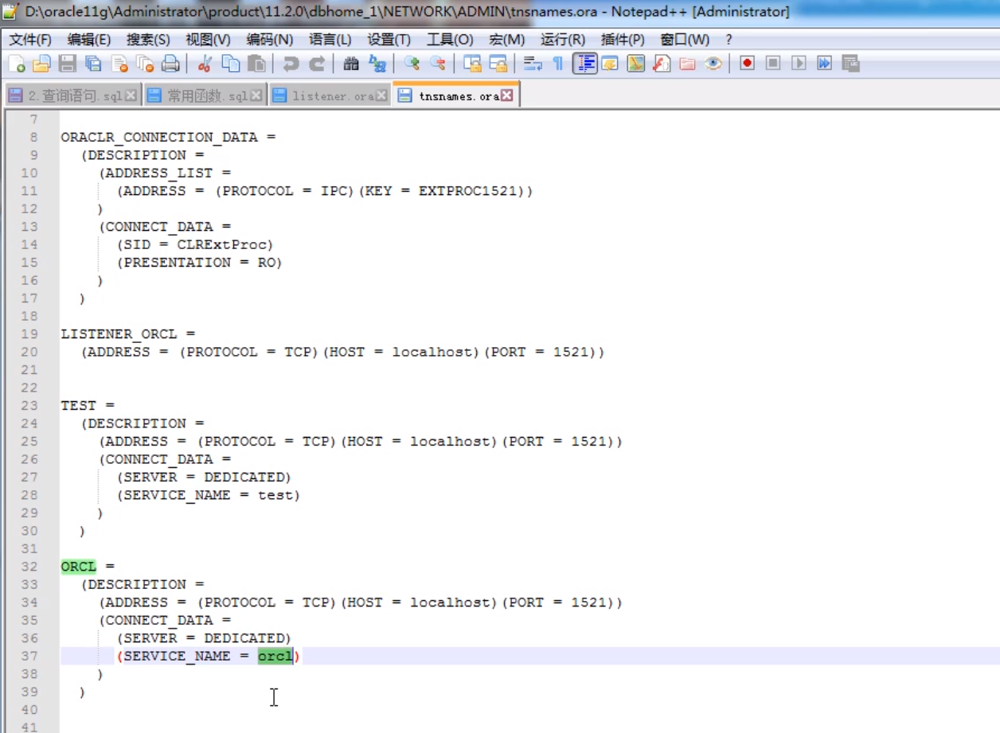 D:\oracle11g\Administrator\product\11.2.0\dbhome_1\NETWORK\ADMIN\tnsnames.ora - Notepad++ [Administrator]
文件(F) 编辑(E) 搜索(S) 视图(V) 编码(N) 语言(L) 设置(T) 工具(O) 宏(M) 运行(R) 插件(P) 窗口(W) ?
2.查询语句.sql 常用函数.sql listener.ora tnsnames.ora
7
8 ORACLR_CONNECTION_DATA =
9 (DESCRIPTION =
10 (ADDRESS_LIST =
11 (ADDRESS = (PROTOCOL = IPC)(KEY = EXTPROC1521))
12 )
13 (CONNECT_DATA =
14 (SID = CLRExtProc)
15 (PRESENTATION = RO)
16 )
17 )
18
19 LISTENER_ORCL =
20 (ADDRESS = (PROTOCOL = TCP)(HOST = localhost)(PORT = 1521))
21
22
23 TEST =
24 (DESCRIPTION =
25 (ADDRESS = (PROTOCOL = TCP)(HOST = localhost)(PORT = 1521))
26 (CONNECT_DATA =
27 (SERVER = DEDICATED)
28 (SERVICE_NAME = test)
29 )
30 )
31
32 ORCL =
33 (DESCRIPTION =
34 (ADDRESS = (PROTOCOL = TCP)(HOST = localhost)(PORT = 1521))
35 (CONNECT_DATA =
36 (SERVER = DEDICATED)
37 (SERVICE_NAME = orcl)
38 )
39 )
40
41